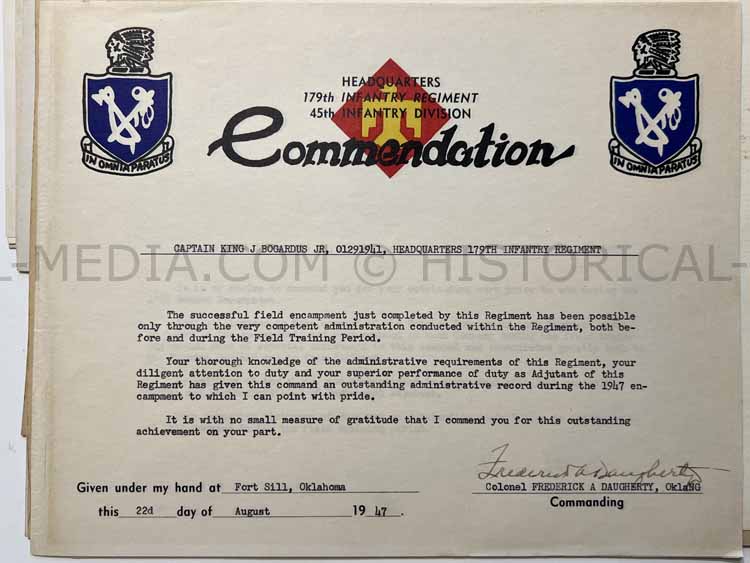 HEADQUARTERS
179th INFANTRY REGIMENT
45th INFANTRY DIVISION
Commendation
IN OMNIA PARATUS
IN OMNIA PARATUS
CAPTAIN KING J BOGARDUS JR, 01291941, HEADQUARTERS 179TH INFANTRY REGIMENT
L-MEDIA.COM © HISTORICAL-
The successful field encampment just completed by this Regiment has been possible
only through the very competent administration conducted within the Regiment, both be-
fore and during the Field Training Period.
Your thorough knowledge of the administrative requirements of this Regiment, your
diligent attention to duty and your superior performance of duty as Adjutant of this
Regiment has given this command an outstanding administrative record during the 1947 en-
campment to which I can point with pride.
It is with no small measure of gratitude that I commend you for this outstanding
achievement on your part.
Frederick A Daugherty
Given under my hand at Fort Sill, Oklahoma
Colonel FREDERICK A DAUGHERTY, OklaNG
Commanding
this 22d day of August 1947.